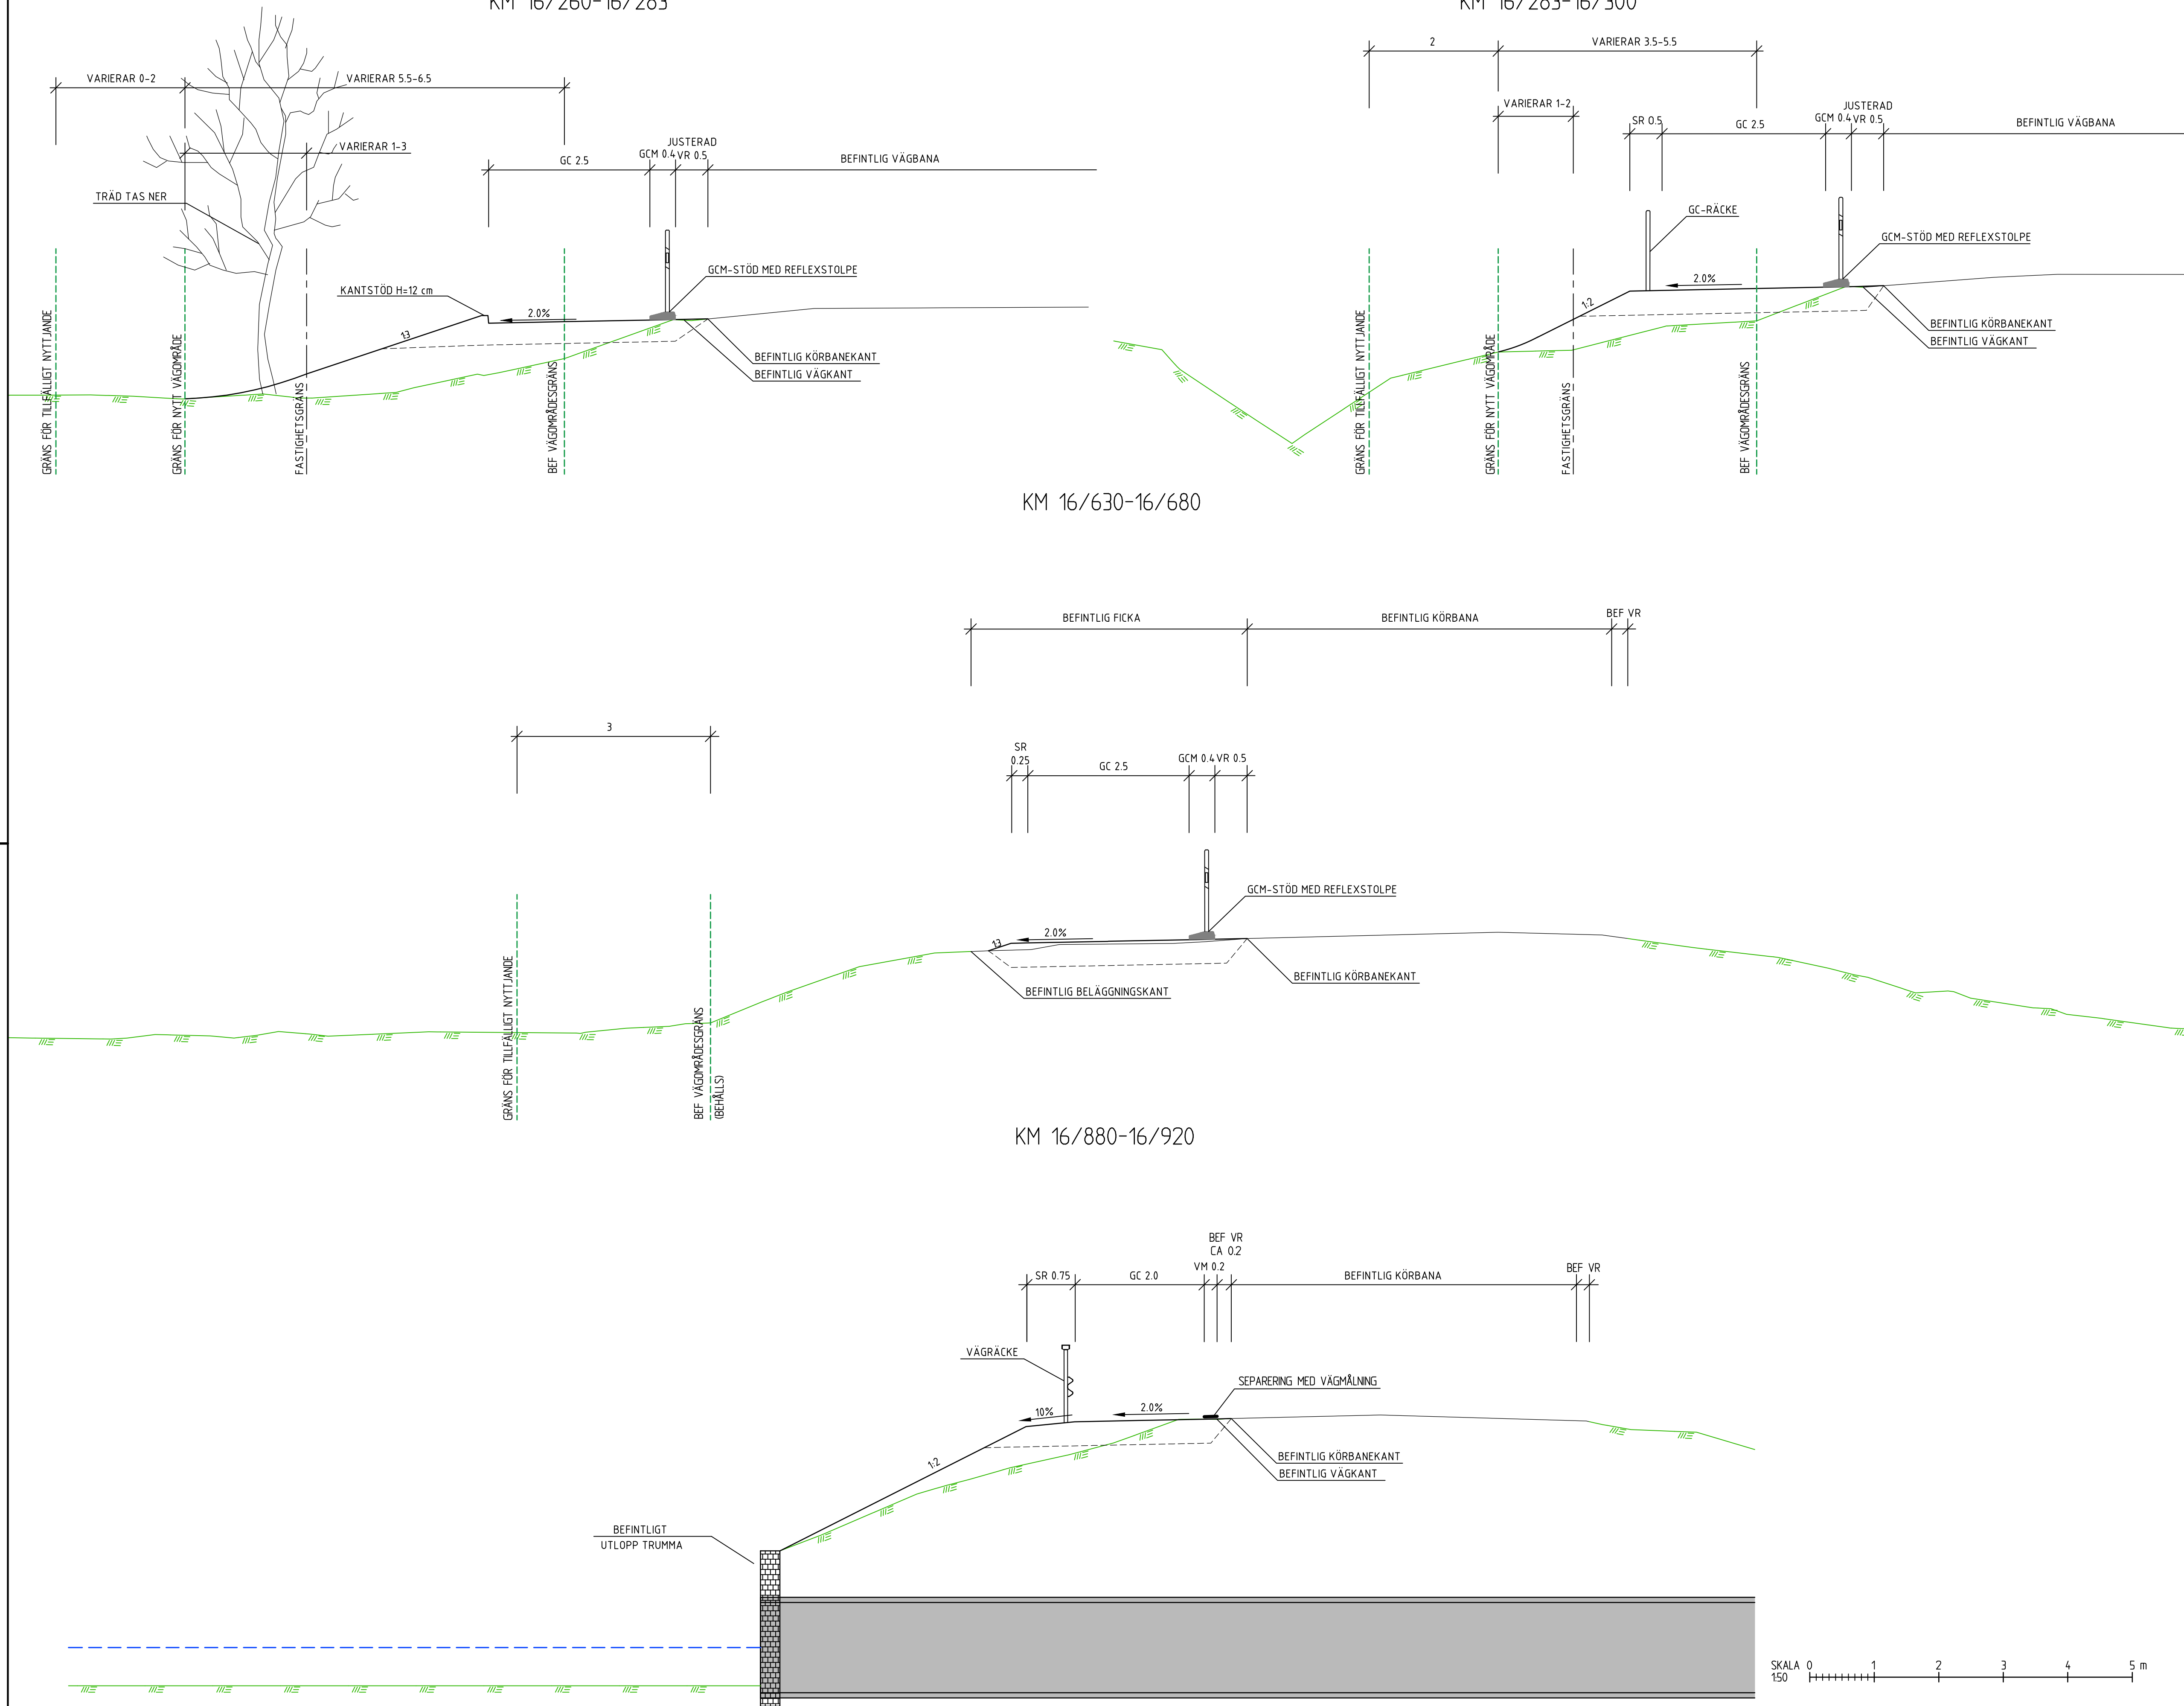 KM 16/260-16/283
VARIERAR 0-2
VARIERAR 5.5-6.5
VARIERAR 1-3
TRÄD TAS NER
GC 2.5
GCM 0.4
JUSTERAD
VR 0.5
BEFINTLIG VÄGBANA
GCM-STÖD MED REFLEXSTOLPE
KANTSTÖD H=12 cm
2.0%
13
BEFINTLIG KÖRBANEKANT
BEFINTLIG VÄGKANT
GRÄNS FÖR TILLFÄLLIGT NYTTJANDE
GRÄNS FÖR NYTT VÄGOMRÅDE
FASTIGHETSGRÄNS
BEF VÄGOMRÅDESGRÄNS
KM 16/283-16/300
2
VARIERAR 3.5-5.5
VARIERAR 1-2
SR 0.5
GC 2.5
GCM 0.4
JUSTERAD
VR 0.5
BEFINTLIG VÄGBANA
GC-RÄCKE
GCM-STÖD MED REFLEXSTOLPE
2.0%
1:2
BEFINTLIG KÖRBANEKANT
BEFINTLIG VÄGKANT
GRÄNS FÖR TILLFÄLLIGT NYTTJANDE
GRÄNS FÖR NYTT VÄGOMRÅDE
FASTIGHETSGRÄNS
BEF VÄGOMRÅDESGRÄNS
KM 16/630-16/680
BEFINTLIG FICKA
BEFINTLIG KÖRBANA
BEF VR
3
SR
0.25
GC 2.5
GCM 0.4
VR 0.5
GCM-STÖD MED REFLEXSTOLPE
2.0%
13
BEFINTLIG KÖRBANEKANT
BEFINTLIG BELÄGGNINGSKANT
GRÄNS FÖR TILLFÄLLIGT NYTTJANDE
BEF VÄGOMRÅDESGRÄNS
(BEHÅLLS)
KM 16/880-16/920
SR 0.75
GC 2.0
VM 0.2
BEF VR
CA 0.2
BEFINTLIG KÖRBANA
BEF VR
VÄGRÄCKE
SEPARERING MED VÄGMÅLNING
10%
2.0%
1:2
BEFINTLIG KÖRBANEKANT
BEFINTLIG VÄGKANT
BEFINTLIGT
UTLOPP TRUMMA
SKALA
1:50
0 1 2 3 4 5 m